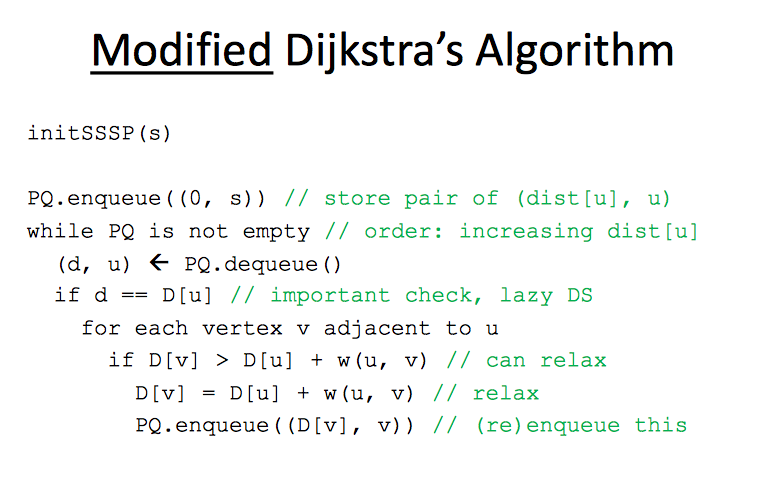 Modified Dijkstra’s Algorithm
initSSSP(s)
PQ.enqueue((0, s)) // store pair of (dist[u], u)
while PQ is not empty // order: increasing dist[u]
  (d, u) ← PQ.dequeue()
  if d == D[u] // important check, lazy DS
    for each vertex v adjacent to u
      if D[v] > D[u] + w(u, v) // can relax
        D[v] = D[u] + w(u, v) // relax
        PQ.enqueue((D[v], v)) // (re)enqueue this